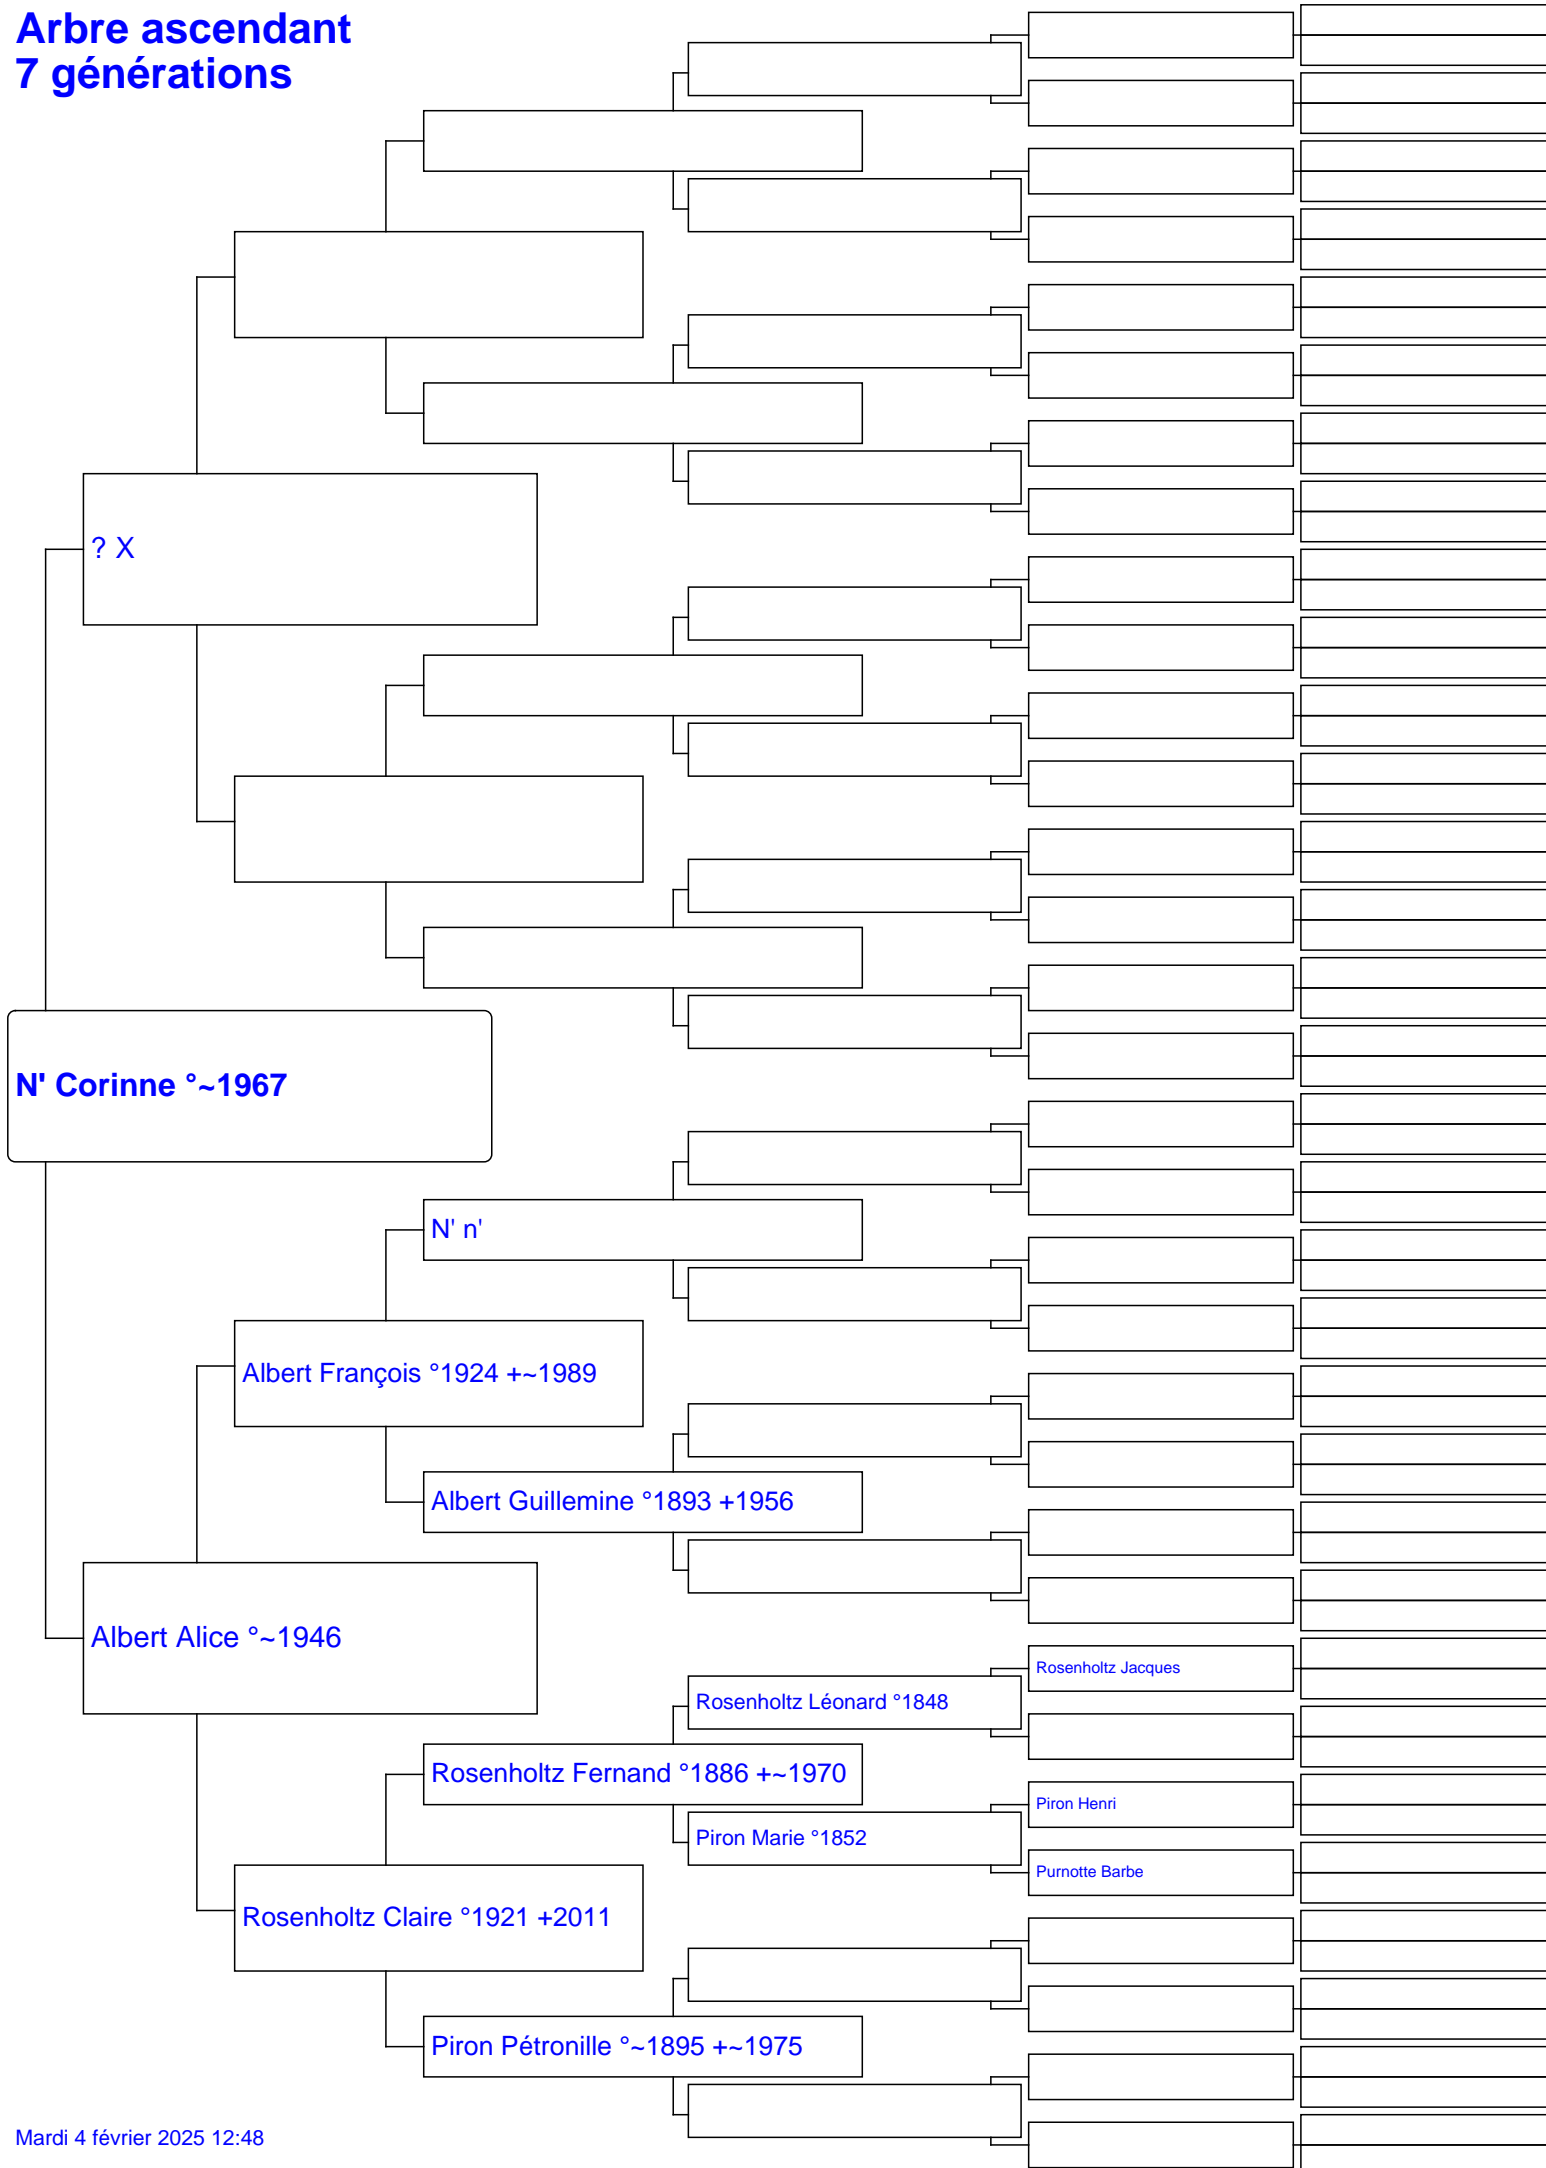 Arbre ascendant
7 générations
? X
N' Corinne °~1967
N' n'
Albert François °1924 +~1989
Albert Guillemine °1893 +1956
Albert Alice °~1946
Rosenholtz Jacques
Rosenholtz Léonard °1848
Rosenholtz Fernand °1886 +~1970
Piron Henri
Piron Marie °1852
Purnotte Barbe
Rosenholtz Claire °1921 +2011
Piron Pétronille °~1895 +~1975
Mardi 4 février 2025 12:48